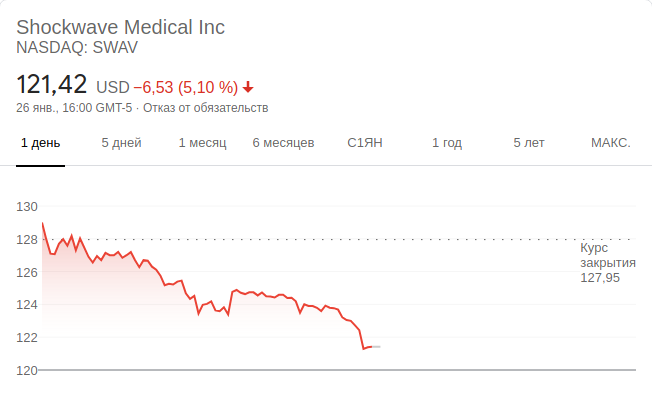 Shockwave Medical Inc
NASDAQ: SWAV
121,42 USD −6,53 (5,10 %)
26 янв., 16:00 GMT-5 · Отказ от обязательств
1 день 5 дней 1 месяц 6 месяцев С1ЯН 1 год 5 лет МАКС.
130
128
Курс
закрытия
127,95
126
124
122
120